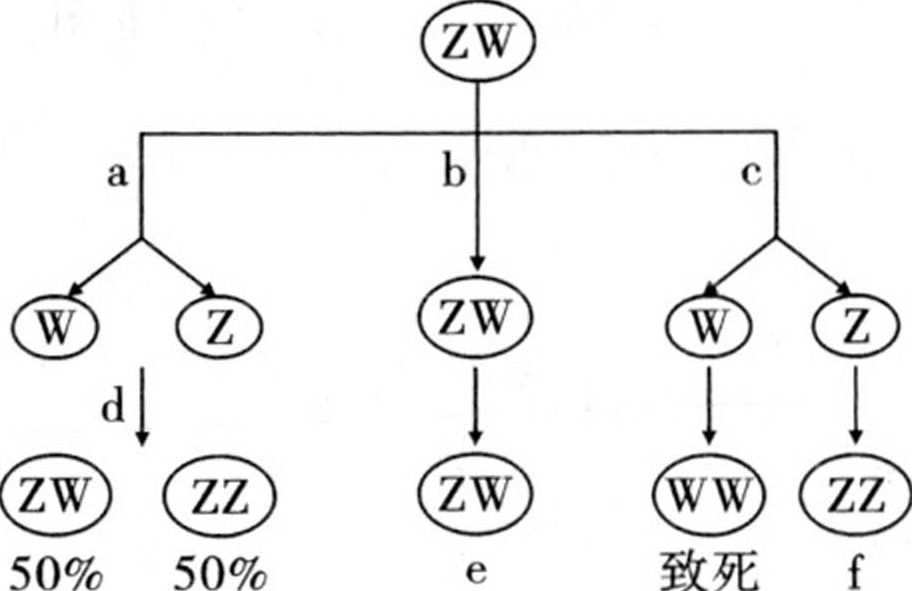 ZW
a b c
W Z ZW W Z
d
ZW ZZ ZW WW ZZ
50% 50% e 致死 f